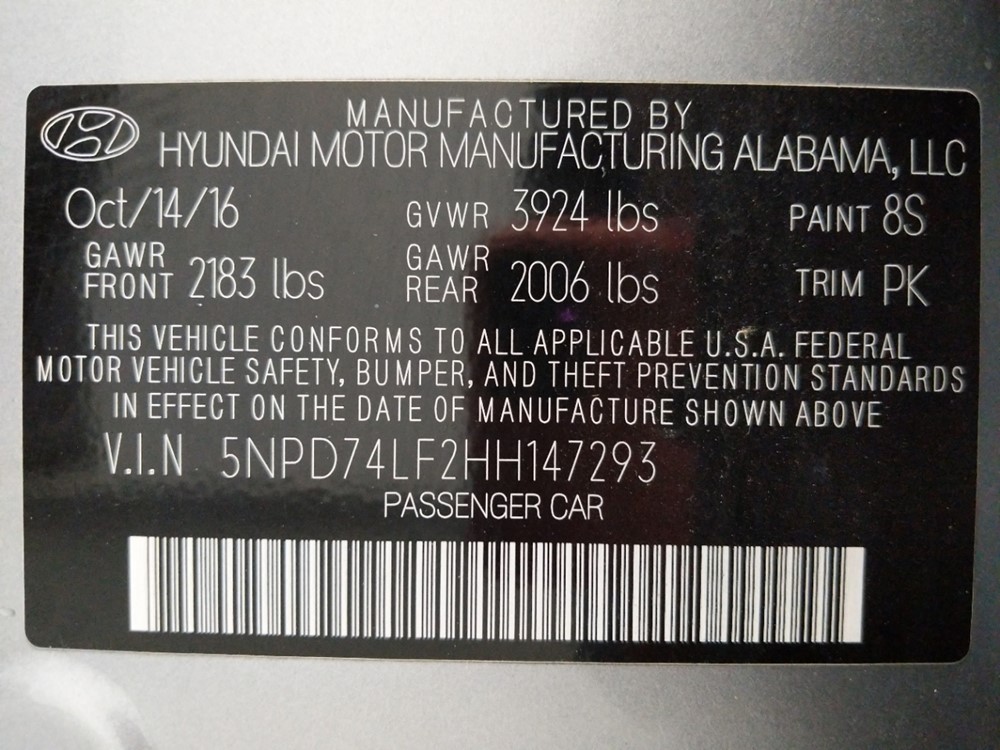 MANUFACTURED BY
HYUNDAI MOTOR MANUFACTURING ALABAMA, LLC
Oct/14/16 GVWR 3924 lbs PAINT 8S
GAWR FRONT 2183 lbs GAWR REAR 2006 lbs TRIM PK
THIS VEHICLE CONFORMS TO ALL APPLICABLE U.S.A. FEDERAL
MOTOR VEHICLE SAFETY, BUMPER, AND THEFT PREVENTION STANDARDS
IN EFFECT ON THE DATE OF MANUFACTURE SHOWN ABOVE
V.I.N 5NPD74LF2HH147293
PASSENGER CAR